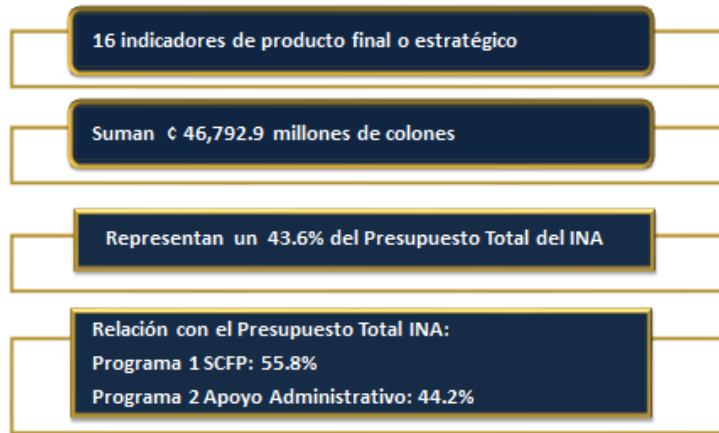 16 indicadores de producto final o estratégico
Suman ¢ 46,792.9 millones de colones
Representan un 43.6% del Presupuesto Total del INA
Relación con el Presupuesto Total INA:
Programa 1 SCFP: 55.8%
Programa 2 Apoyo Administrativo: 44.2%